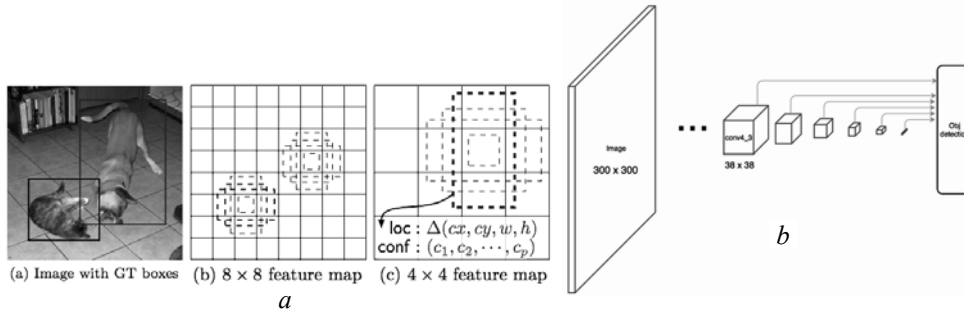 loc : Δ(cx, cy, w, h)
conf : (c₁, c₂, ⋯, cₚ)
(a) Image with GT boxes
(b) 8 × 8 feature map
(c) 4 × 4 feature map
a
Image
300 x 300
conv4_3
38 x 38
Obj
detection
b